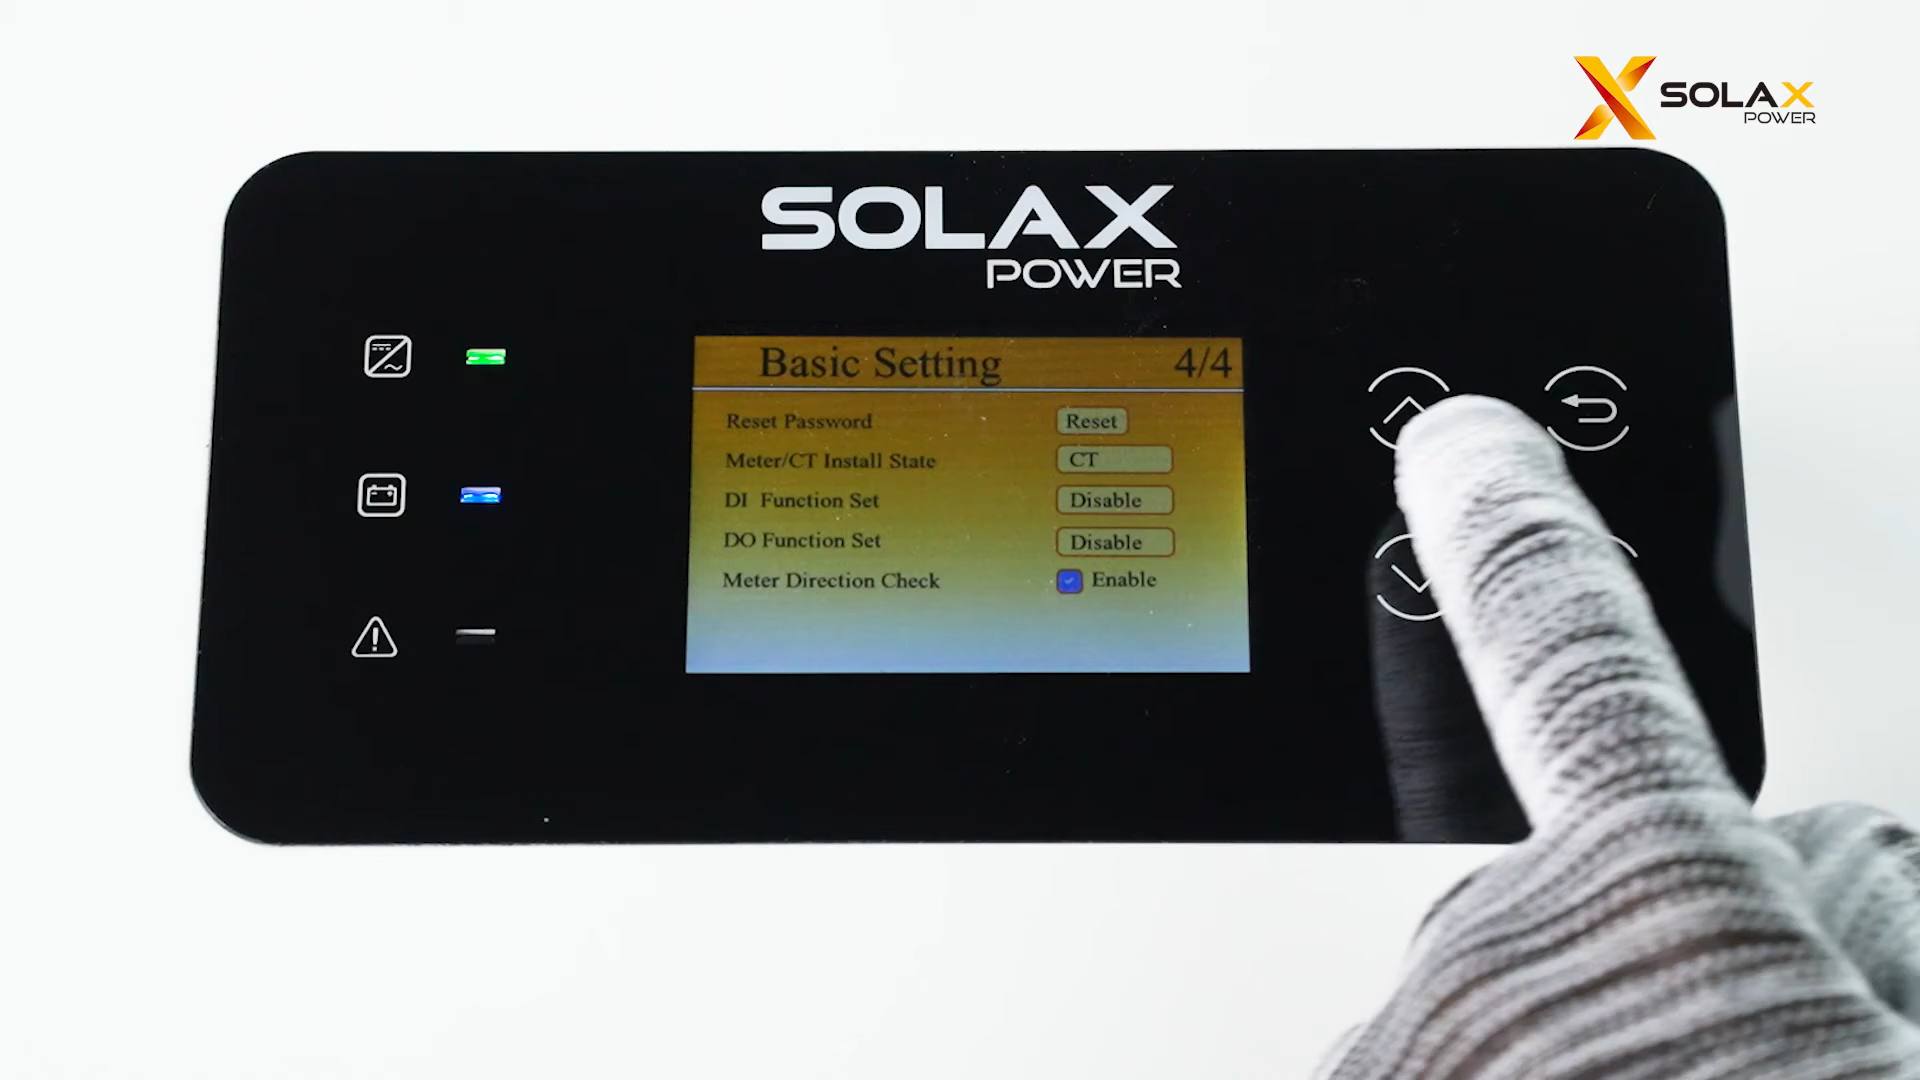 SOLAX
POWER
SOLAX
POWER
Basic Setting 4/4
Reset Password Reset
Meter/CT Install State CT
DI Function Set Disable
DO Function Set Disable
Meter Direction Check Enable